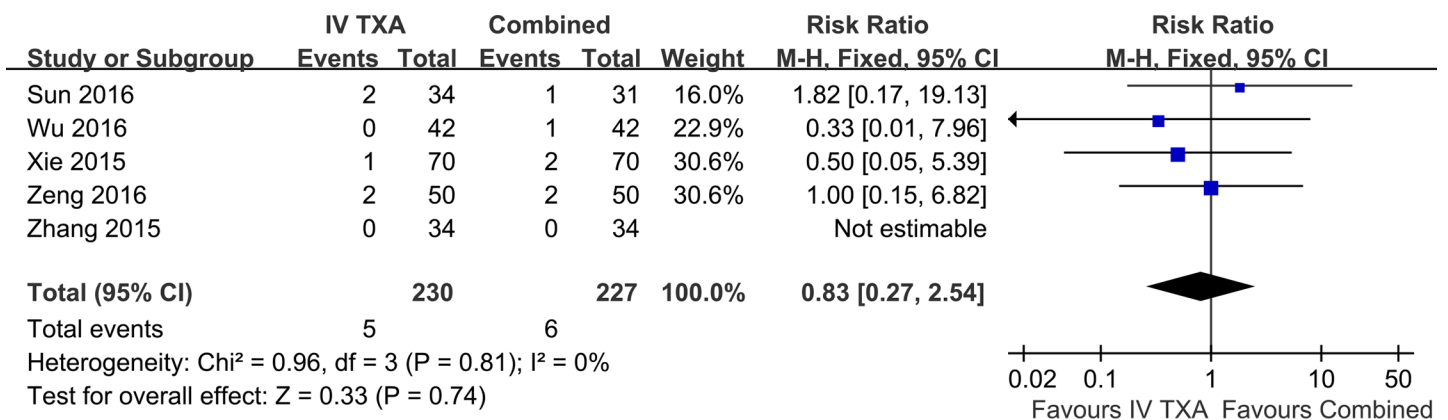 IV TXA Combined Risk Ratio Risk Ratio
Study or Subgroup Events Total Events Total Weight M-H, Fixed, 95% CI M-H, Fixed, 95% CI
Sun 2016 2 34 1 31 16.0% 1.82 [0.17, 19.13]
Wu 2016 0 42 1 42 22.9% 0.33 [0.01, 7.96]
Xie 2015 1 70 2 70 30.6% 0.50 [0.05, 5.39]
Zeng 2016 2 50 2 50 30.6% 1.00 [0.15, 6.82]
Zhang 2015 0 34 0 34 Not estimable
Total (95% CI) 230 227 100.0% 0.83 [0.27, 2.54]
Total events 5 6
Heterogeneity: Chi² = 0.96, df = 3 (P = 0.81); I² = 0%
Test for overall effect: Z = 0.33 (P = 0.74)
0.02 0.1 1 10 50
Favours IV TXA Favours Combined